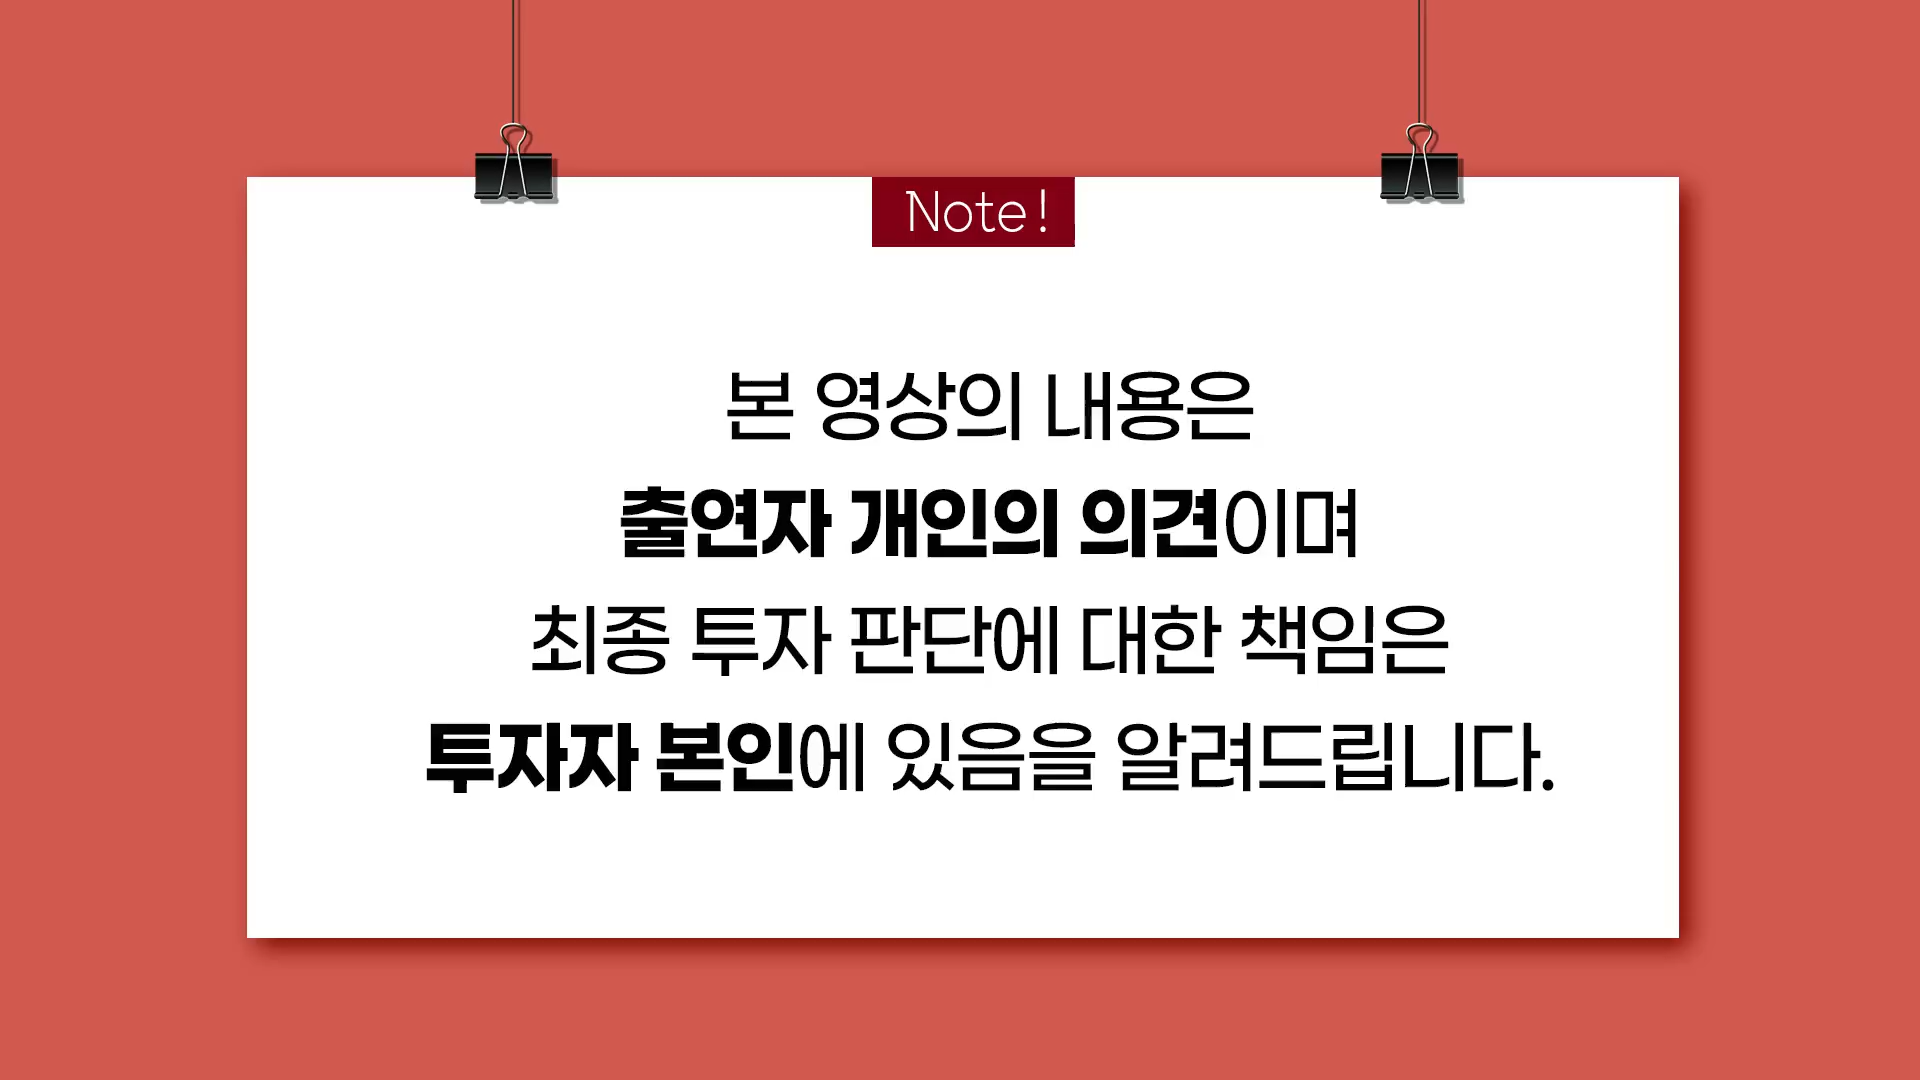 Note!
본 영상의 내용은
출연자 개인의 의견이며
최종 투자 판단에 대한 책임은
투자자 본인에 있음을 알려드립니다.